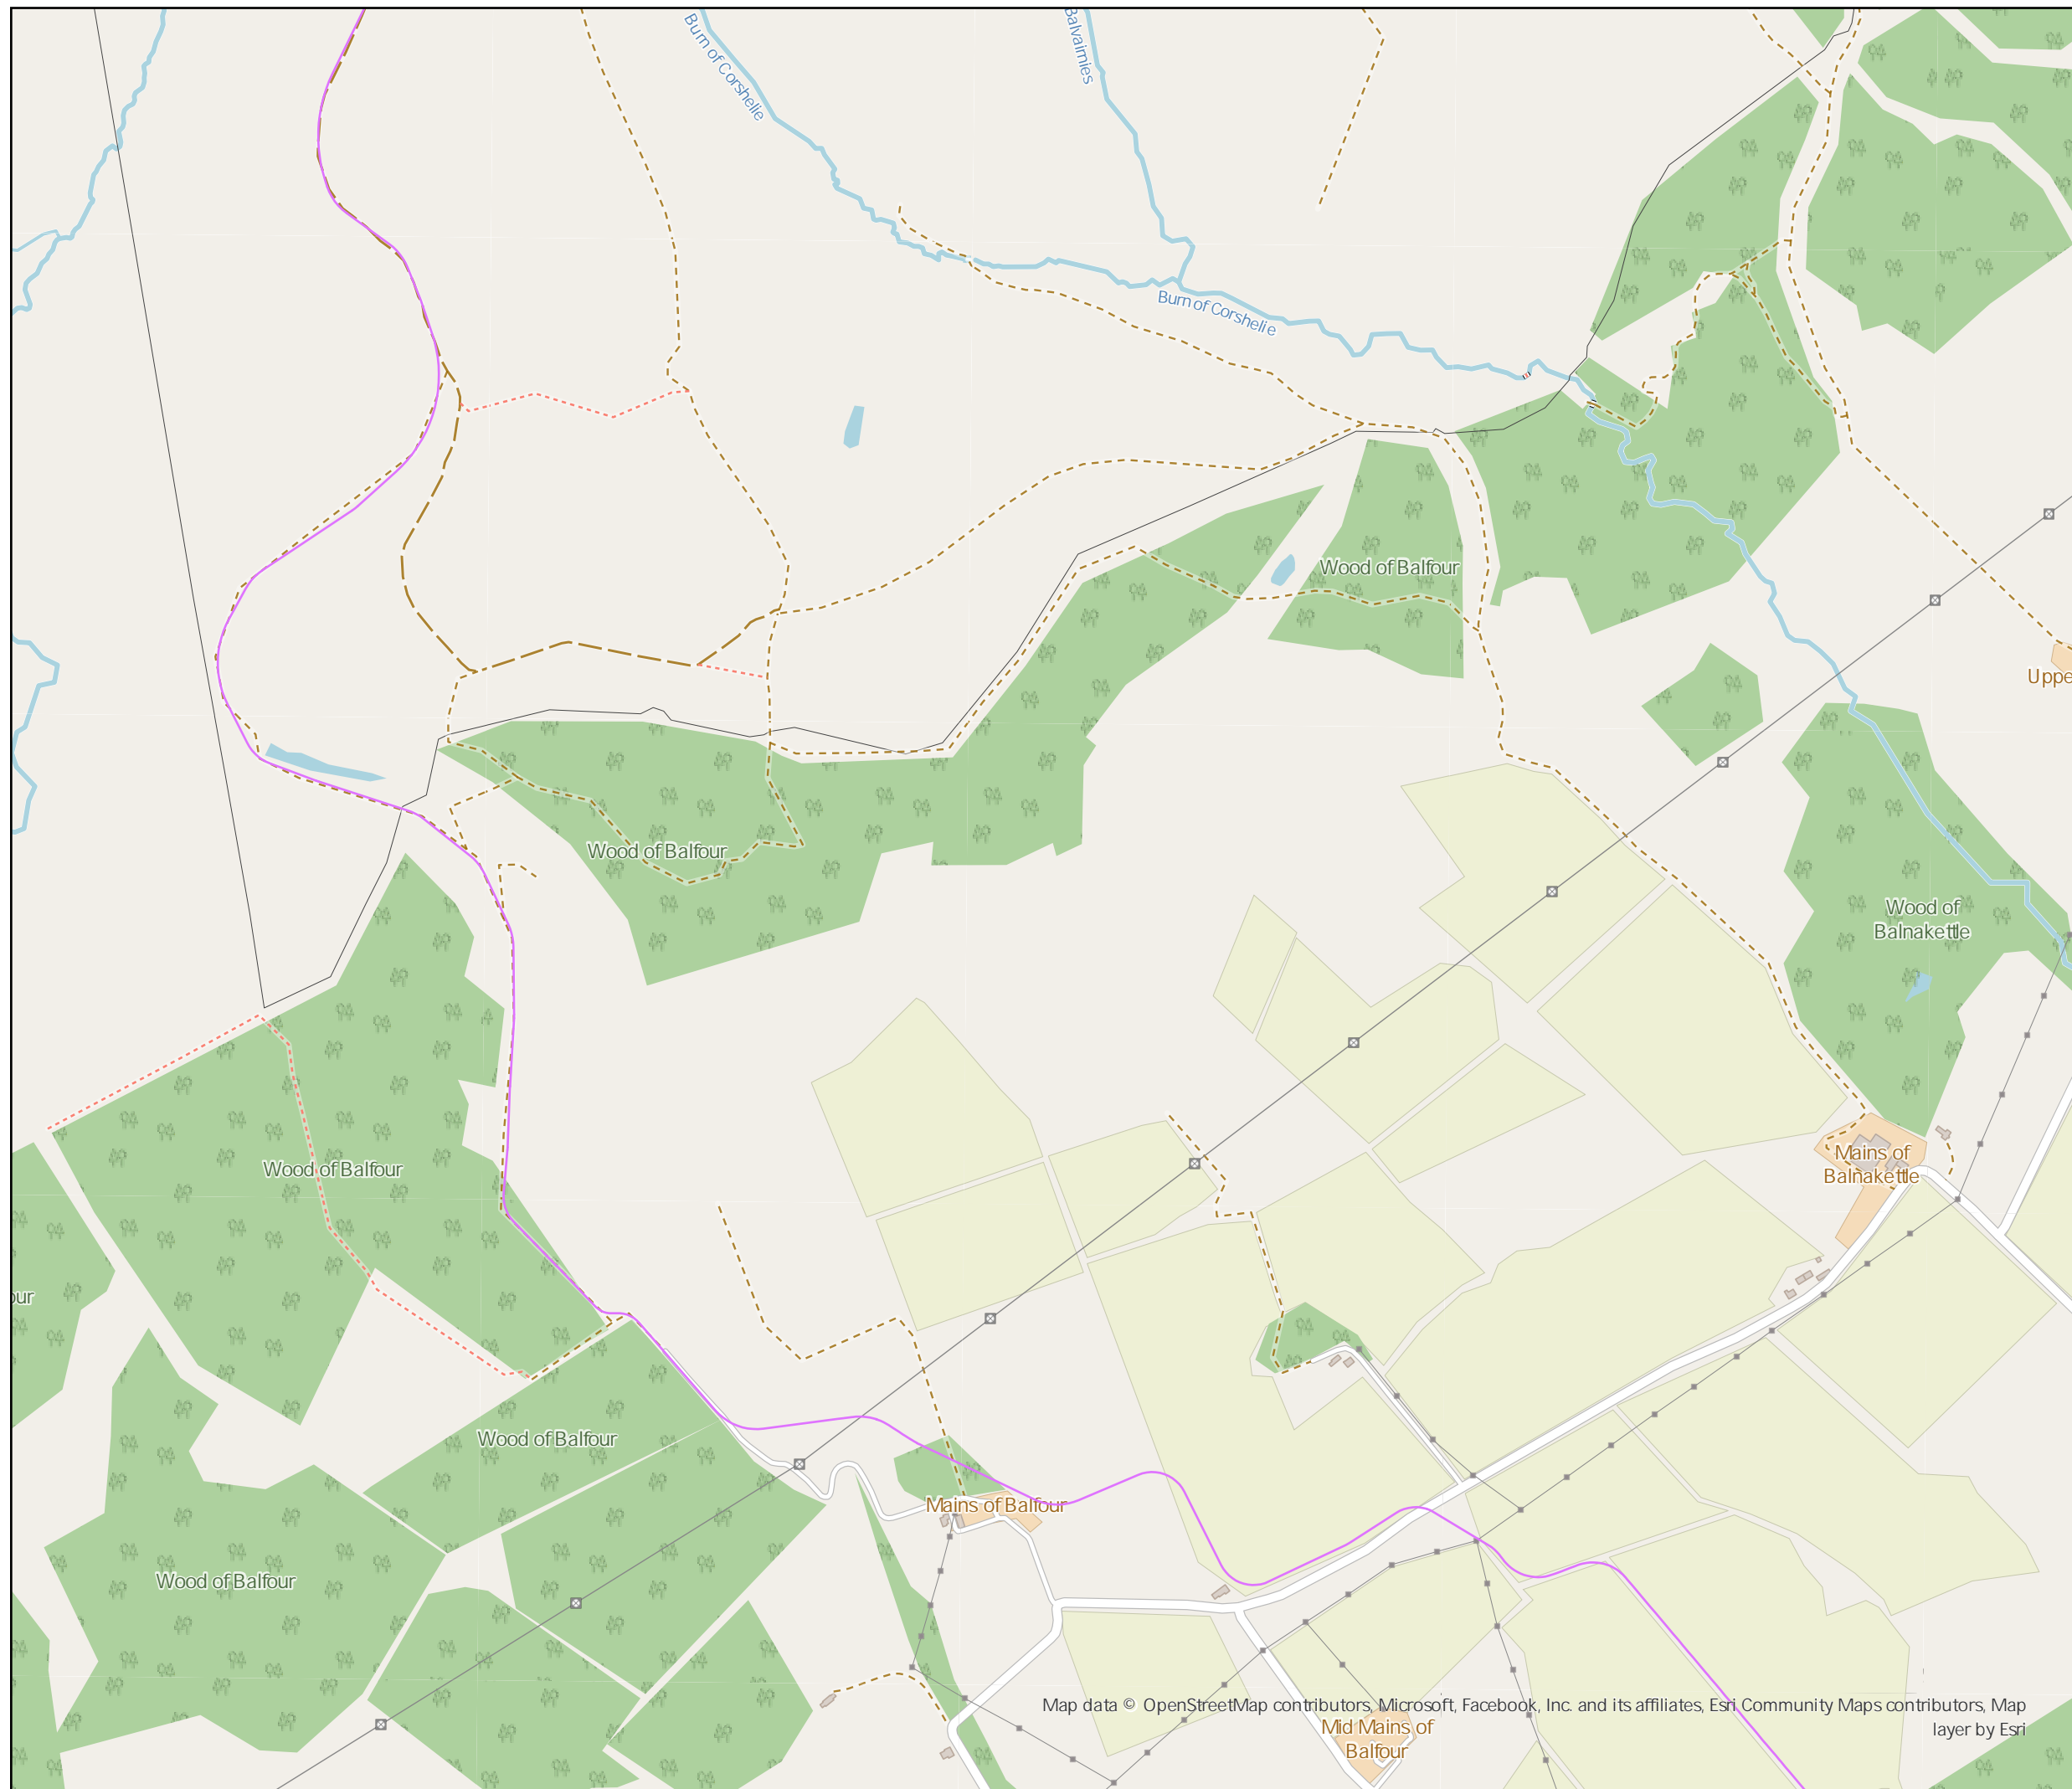 Burn of Corshelie
Balvaimies
Burn of Corshelie
Wood of Balfour
Uppe
Wood of Balfour
Wood of
Balnakettle
Mains of
Balnakettle
Wood of Balfour
our
Wood of Balfour
Mains of Balfour
Wood of Balfour
Map data © OpenStreetMap contributors, Microsoft, Facebook, Inc. and its affiliates, Esri Community Maps contributors, Map
layer by Esri
Mid Mains of
Balfour